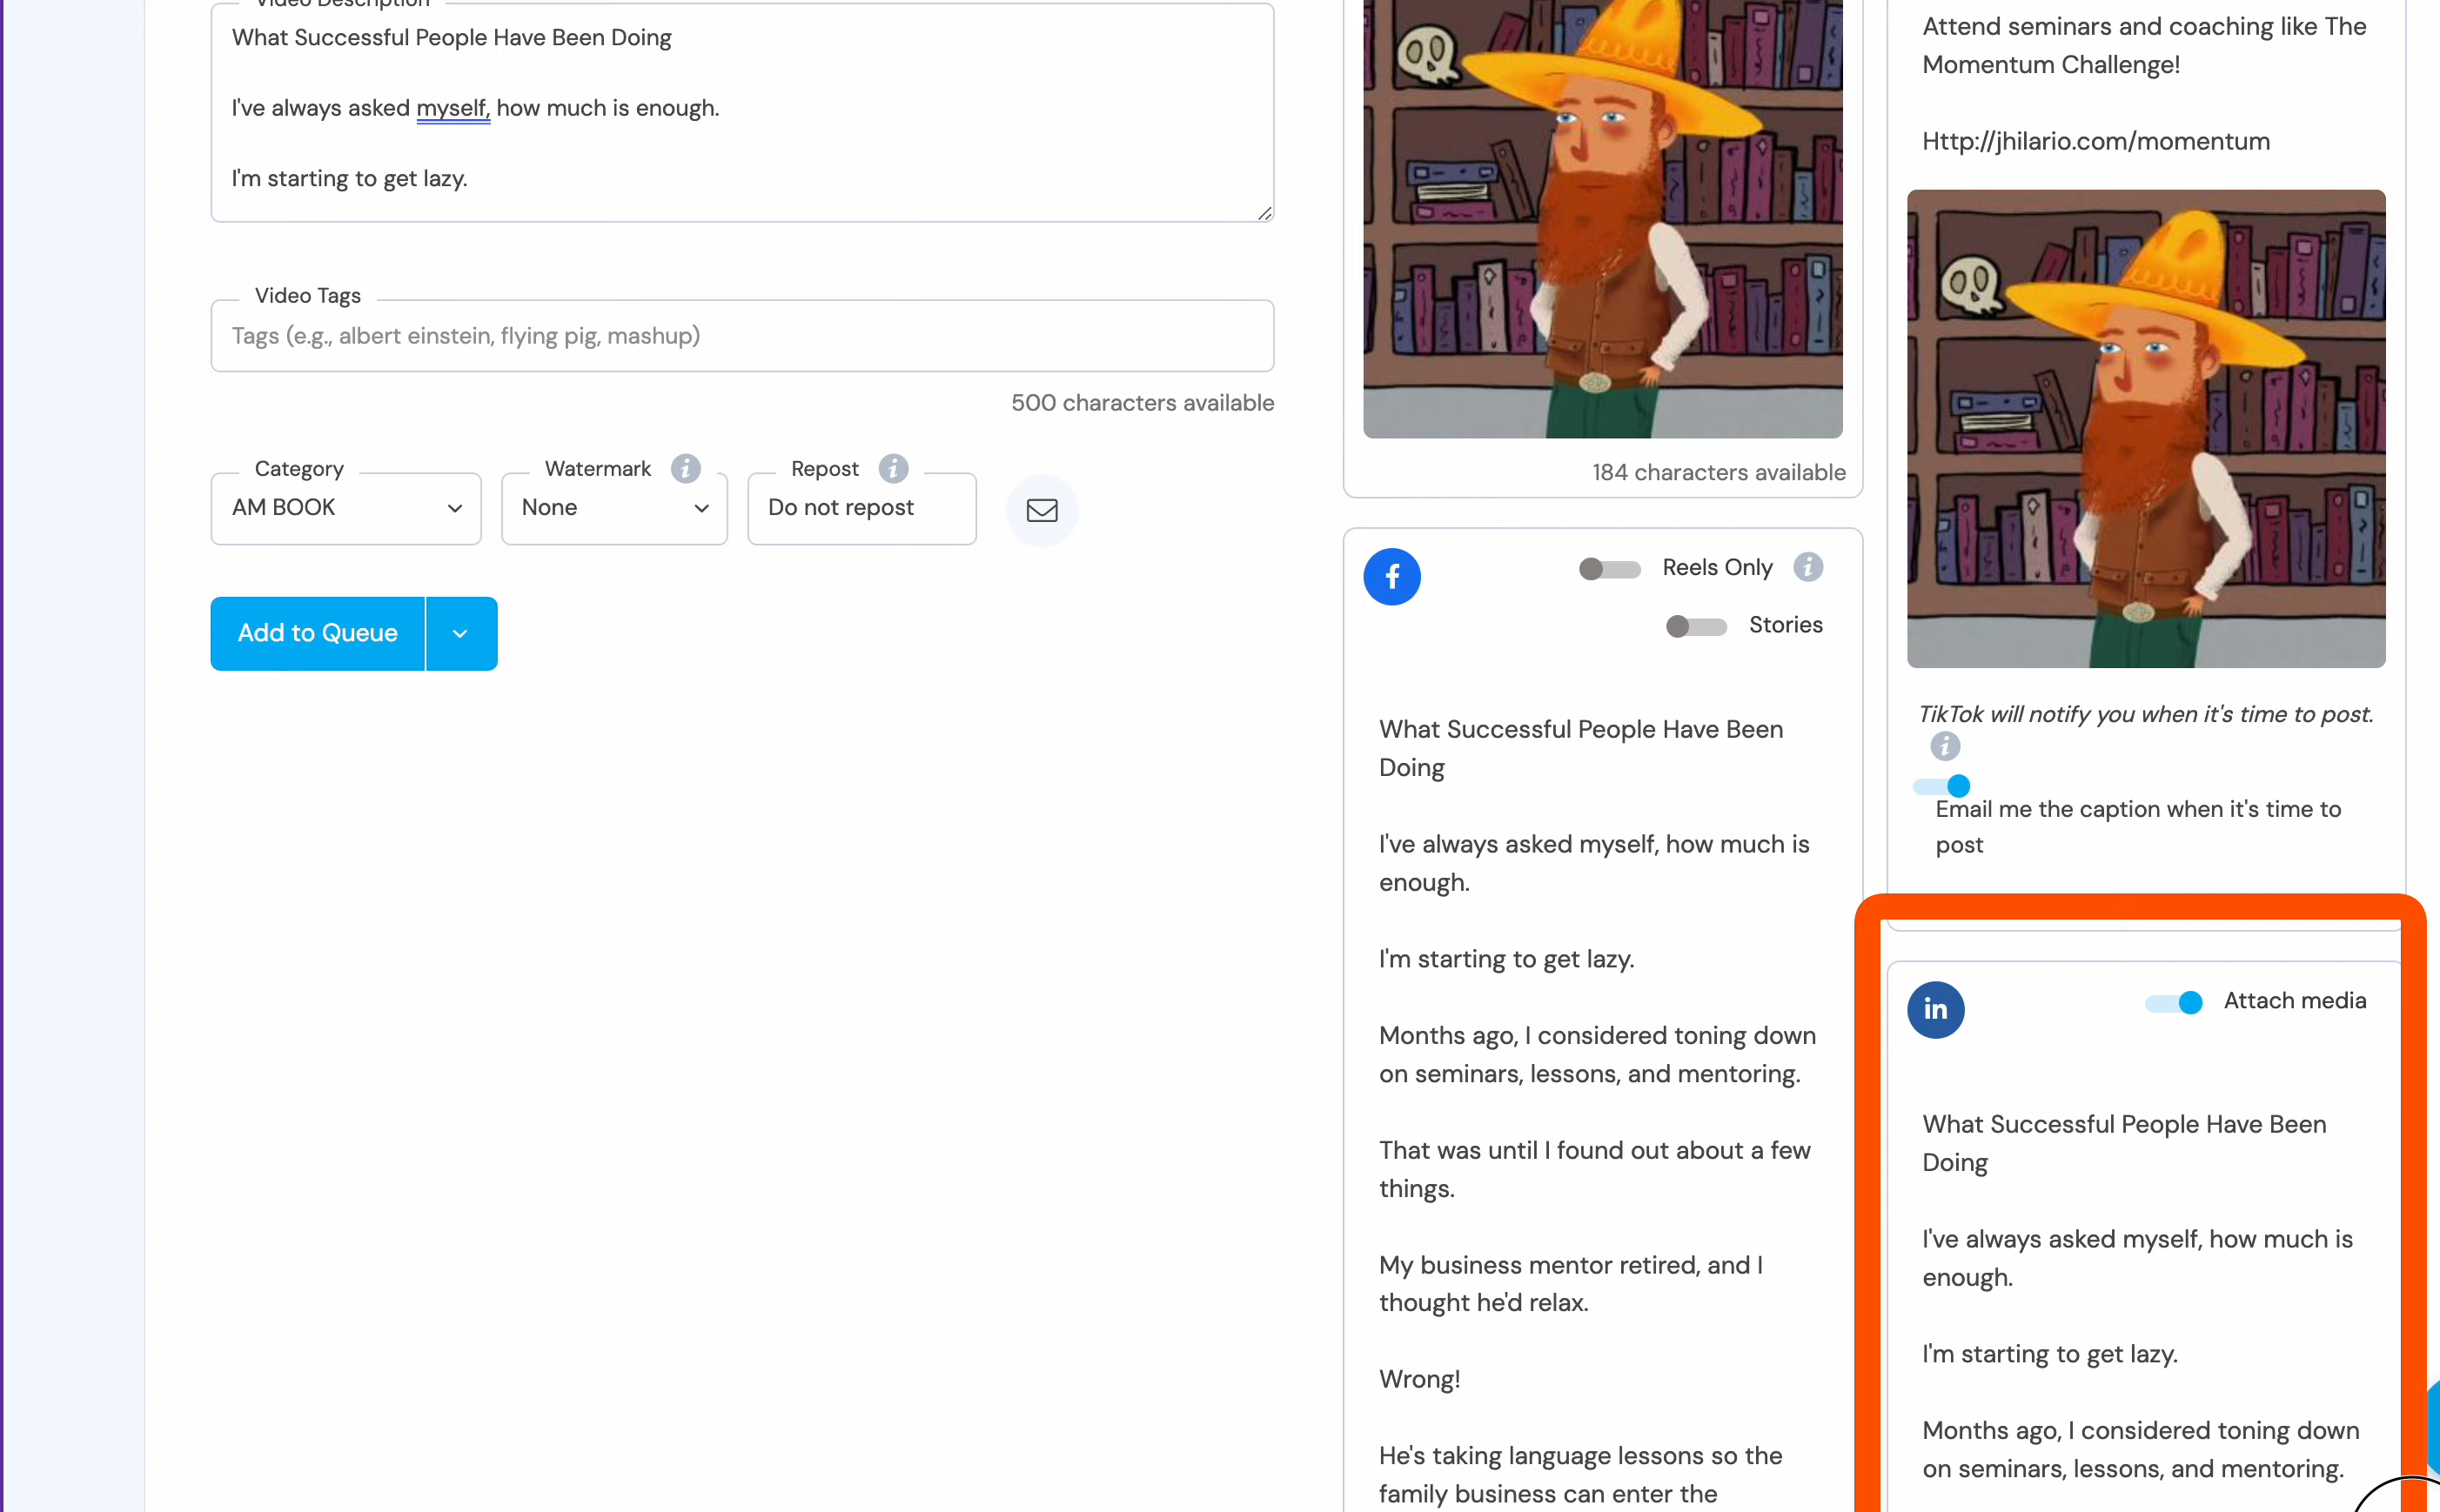 Video Description
What Successful People Have Been Doing
I've always asked myself, how much is enough.
I'm starting to get lazy.
Video Tags
Tags (e.g., albert einstein, flying pig, mashup)
500 characters available
Category
AM BOOK
Watermark
None
Repost
Do not repost
Add to Queue
184 characters available
Reels Only
Stories
What Successful People Have Been
Doing
I've always asked myself, how much is
enough.
I'm starting to get lazy.
Months ago, I considered toning down
on seminars, lessons, and mentoring.
That was until I found out about a few
things.
My business mentor retired, and I
thought he'd relax.
Wrong!
He's taking language lessons so the
family business can enter the
Attend seminars and coaching like The
Momentum Challenge!
Http://jhilario.com/momentum
TikTok will notify you when it's time to post.
Email me the caption when it's time to
post
in
Attach media
What Successful People Have Been
Doing
I've always asked myself, how much is
enough.
I'm starting to get lazy.
Months ago, I considered toning down
on seminars, lessons, and mentoring.